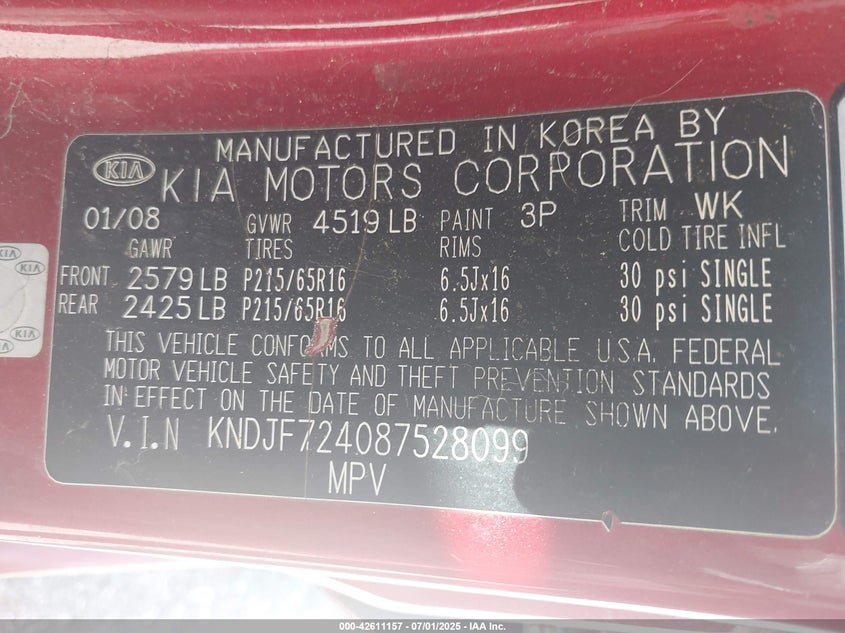 MANUFACTURED IN KOREA BY
KIA KIA MOTORS CORPORATION
01/08 GVWR 4519 LB PAINT 3P TRIM WK
GAWR TIRES RIMS COLD TIRE INFL
FRONT 2579 LB P215/65R16 6.5Jx16 30 psi SINGLE
REAR 2425 LB P215/65R16 6.5Jx16 30 psi SINGLE
THIS VEHICLE CONFORMS TO ALL APPLICABLE U.S.A. FEDERAL
MOTOR VEHICLE SAFETY AND THEFT PREVENTION STANDARDS
IN EFFECT ON THE DATE OF MANUFACTURE SHOWN ABOVE.
V.I.N KNDJF724087528099
MPV
KIA
KIA
KIA
000-42611157 - 07/01/2025 - IAA Inc.